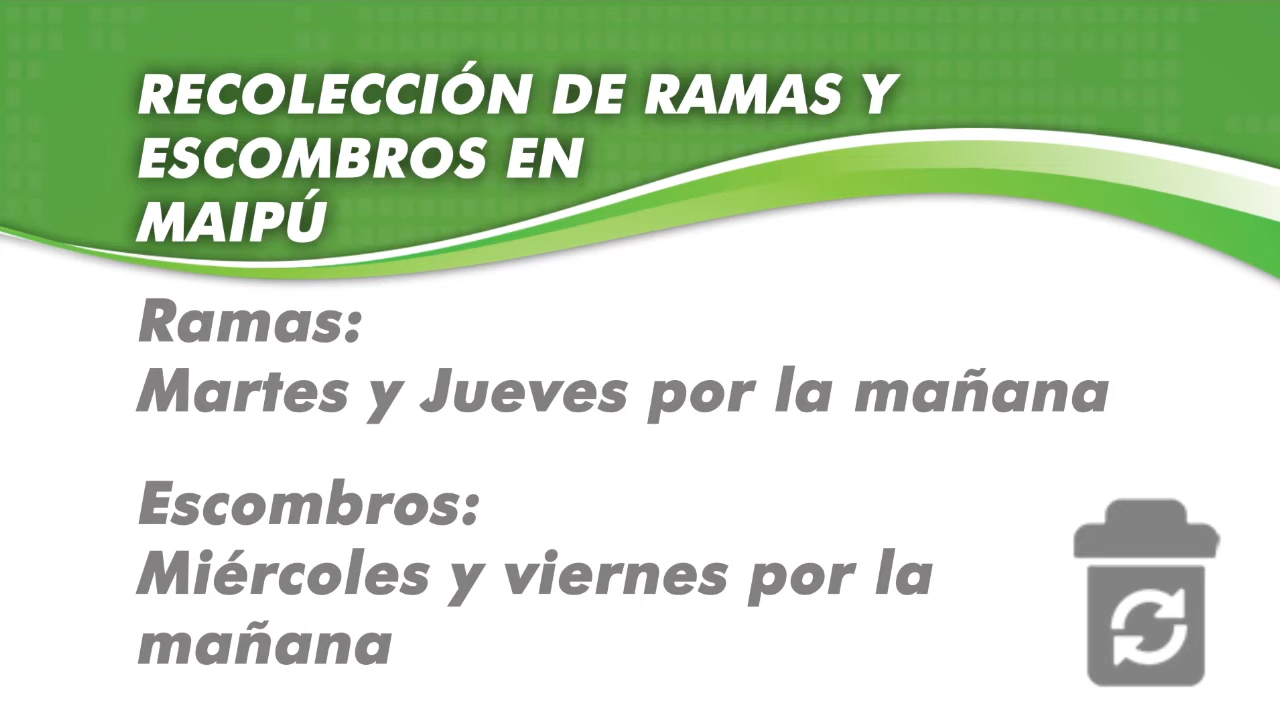 RECOLECCIÓN DE RAMAS Y
ESCOMBROS EN
MAIPÚ
Ramas:
Martes y Jueves por la mañana
Escombros:
Miércoles y viernes por la
mañana